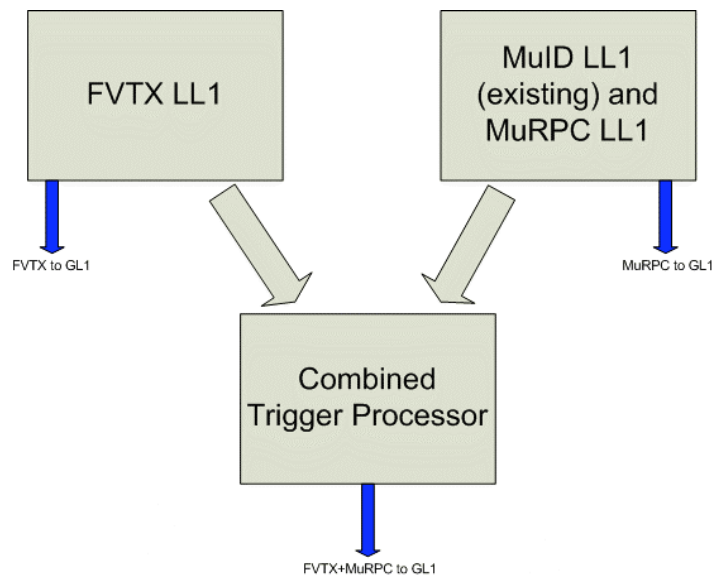 FVTX LL1
MuID LL1
(existing) and
MuRPC LL1
FVTX to GL1
MuRPC to GL1
Combined
Trigger Processor
FVTX+MuRPC to GL1